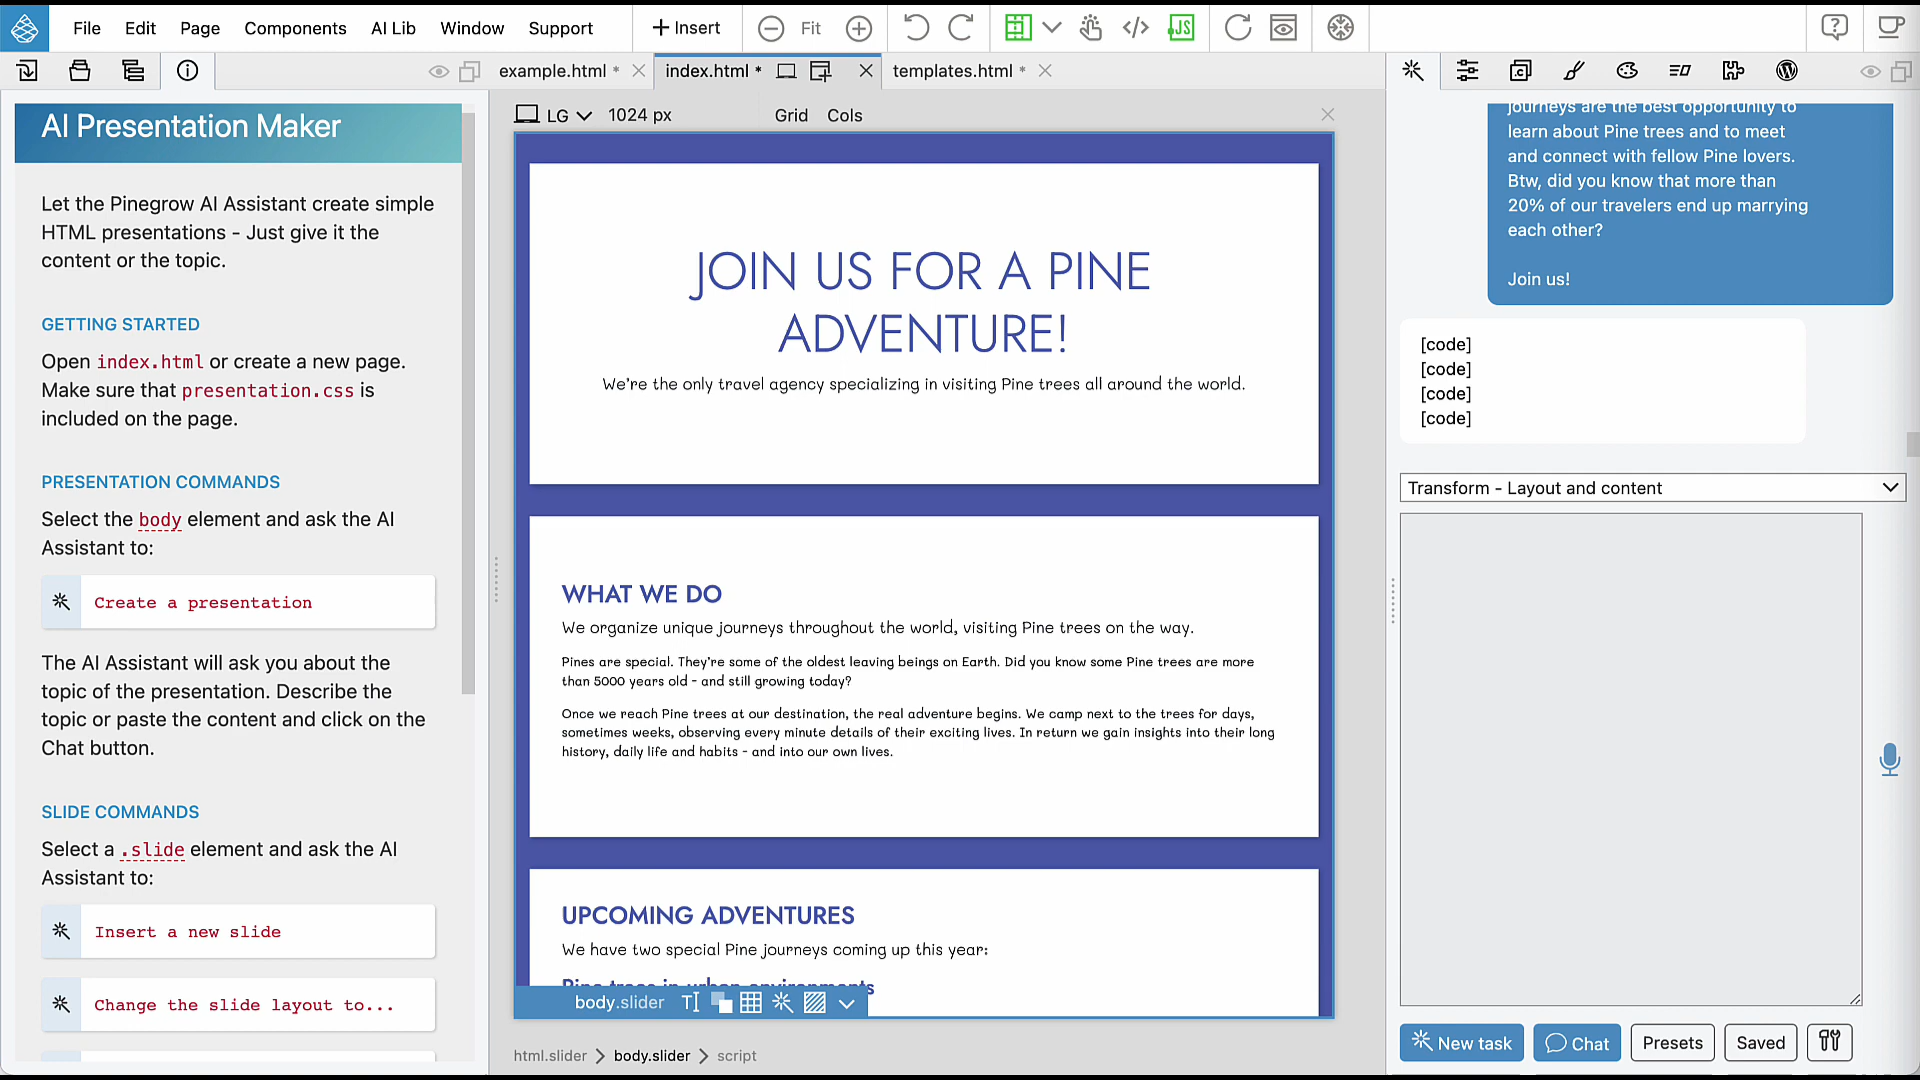 File Edit Page Components AI Lib Window Support
Insert
Fit
JS
example.html *
index.html *
templates.html *
AI Presentation Maker
Let the Pinegrow AI Assistant create simple
HTML presentations - Just give it the
content or the topic.
GETTING STARTED
Open index.html or create a new page.
Make sure that presentation.css is
included on the page.
PRESENTATION COMMANDS
Select the body element and ask the AI
Assistant to:
Create a presentation
The AI Assistant will ask you about the
topic of the presentation. Describe the
topic or paste the content and click on the
Chat button.
SLIDE COMMANDS
Select a .slide element and ask the AI
Assistant to:
Insert a new slide
Change the slide layout to...
LG 1024 px Grid Cols
JOIN US FOR A PINE
ADVENTURE!
We're the only travel agency specializing in visiting Pine trees all around the world.
WHAT WE DO
We organize unique journeys throughout the world, visiting Pine trees on the way.
Pines are special. They're some of the oldest leaving beings on Earth. Did you know some Pine trees are more
than 5000 years old - and still growing today?
Once we reach Pine trees at our destination, the real adventure begins. We camp next to the trees for days,
sometimes weeks, observing every minute details of their exciting lives. In return we gain insights into their long
history, daily life and habits - and into our own lives.
UPCOMING ADVENTURES
We have two special Pine journeys coming up this year:
Pine trees in urban environments
body.slider
html.slider > body.slider > script
journeys are the best opportunity to
learn about Pine trees and to meet
and connect with fellow Pine lovers.
Btw, did you know that more than
20% of our travelers end up marrying
each other?
Join us!
[code]
[code]
[code]
[code]
Transform - Layout and content
New task
Chat
Presets
Saved